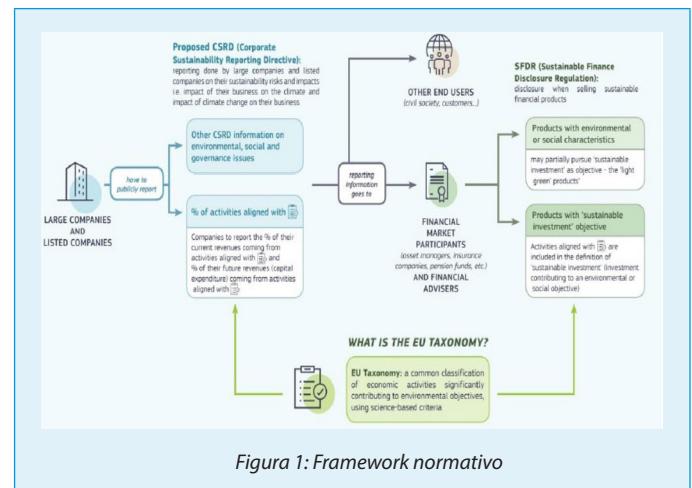 Proposed CSRD (Corporate
Sustainability Reporting Directive):
reporting done by large companies and listed
companies on their sustainability risks and impacts
i.e. impact of their business on the climate and
impact of climate change on their business
Other CSRD information on
environmental, social and
governance issues
LARGE COMPANIES
AND
LISTED COMPANIES
have to
publicly report
% of activities aligned with
Companies to report the % of their
current revenues coming from
activities aligned with and
% of their future revenues (capital
expenditure) coming from activities
aligned with
reporting
information
goes to
OTHER END USERS
(civil society, customers...)
FINANCIAL
MARKET
PARTICIPANTS
(asset managers, insurance
companies, pension funds, etc.)
AND FINANCIAL
ADVISERS
SFDR (Sustainable Finance
Disclosure Regulation):
disclosure when selling sustainable
financial products
Products with environmental
or social characteristics
may partially pursue 'sustainable
investment' as objective - the 'light
green' products'
Products with 'sustainable
investment' objective
Activities aligned with are
included in the definition of
'sustainable investment' (investment
contributing to an environmental or
social objective)
WHAT IS THE EU TAXONOMY?
EU Taxonomy: a common classification
of economic activities significantly
contributing to environmental objectives,
using science-based criteria
Figura 1: Framework normativo